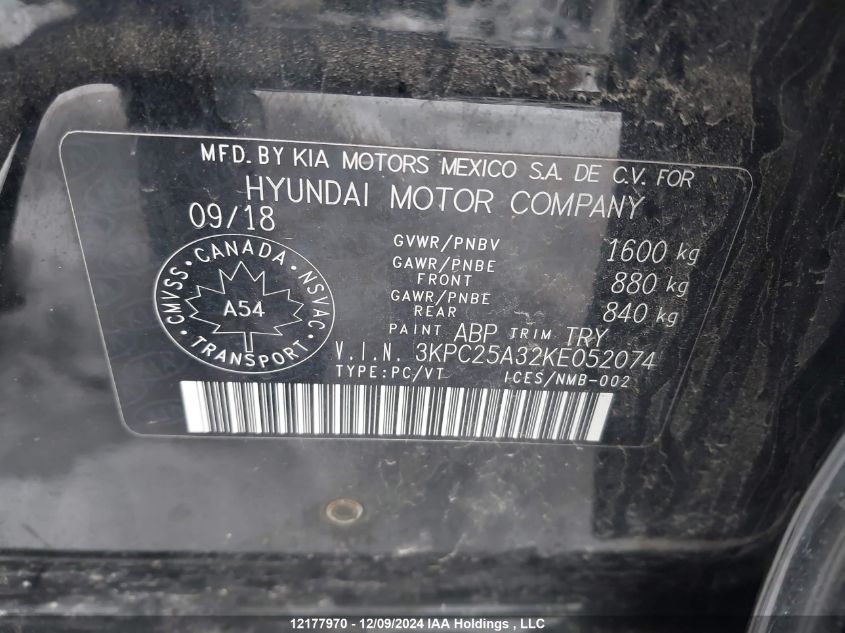 MFD. BY KIA MOTORS MEXICO S.A. DE C.V. FOR
HYUNDAI MOTOR COMPANY
09/18
CMVSS • CANADA • NSVAC • TRANSPORT •
A54
GVWR/PNBV 1600 kg
GAWR/PNBE
FRONT 880 kg
GAWR/PNBE
REAR 840 kg
PAINT ABP TRIM TRY
V.I.N. 3KPC25A32KE052074
TYPE:PC/VT ICES/NMB-002
12177970 - 12/09/2024 IAA Holdings , LLC